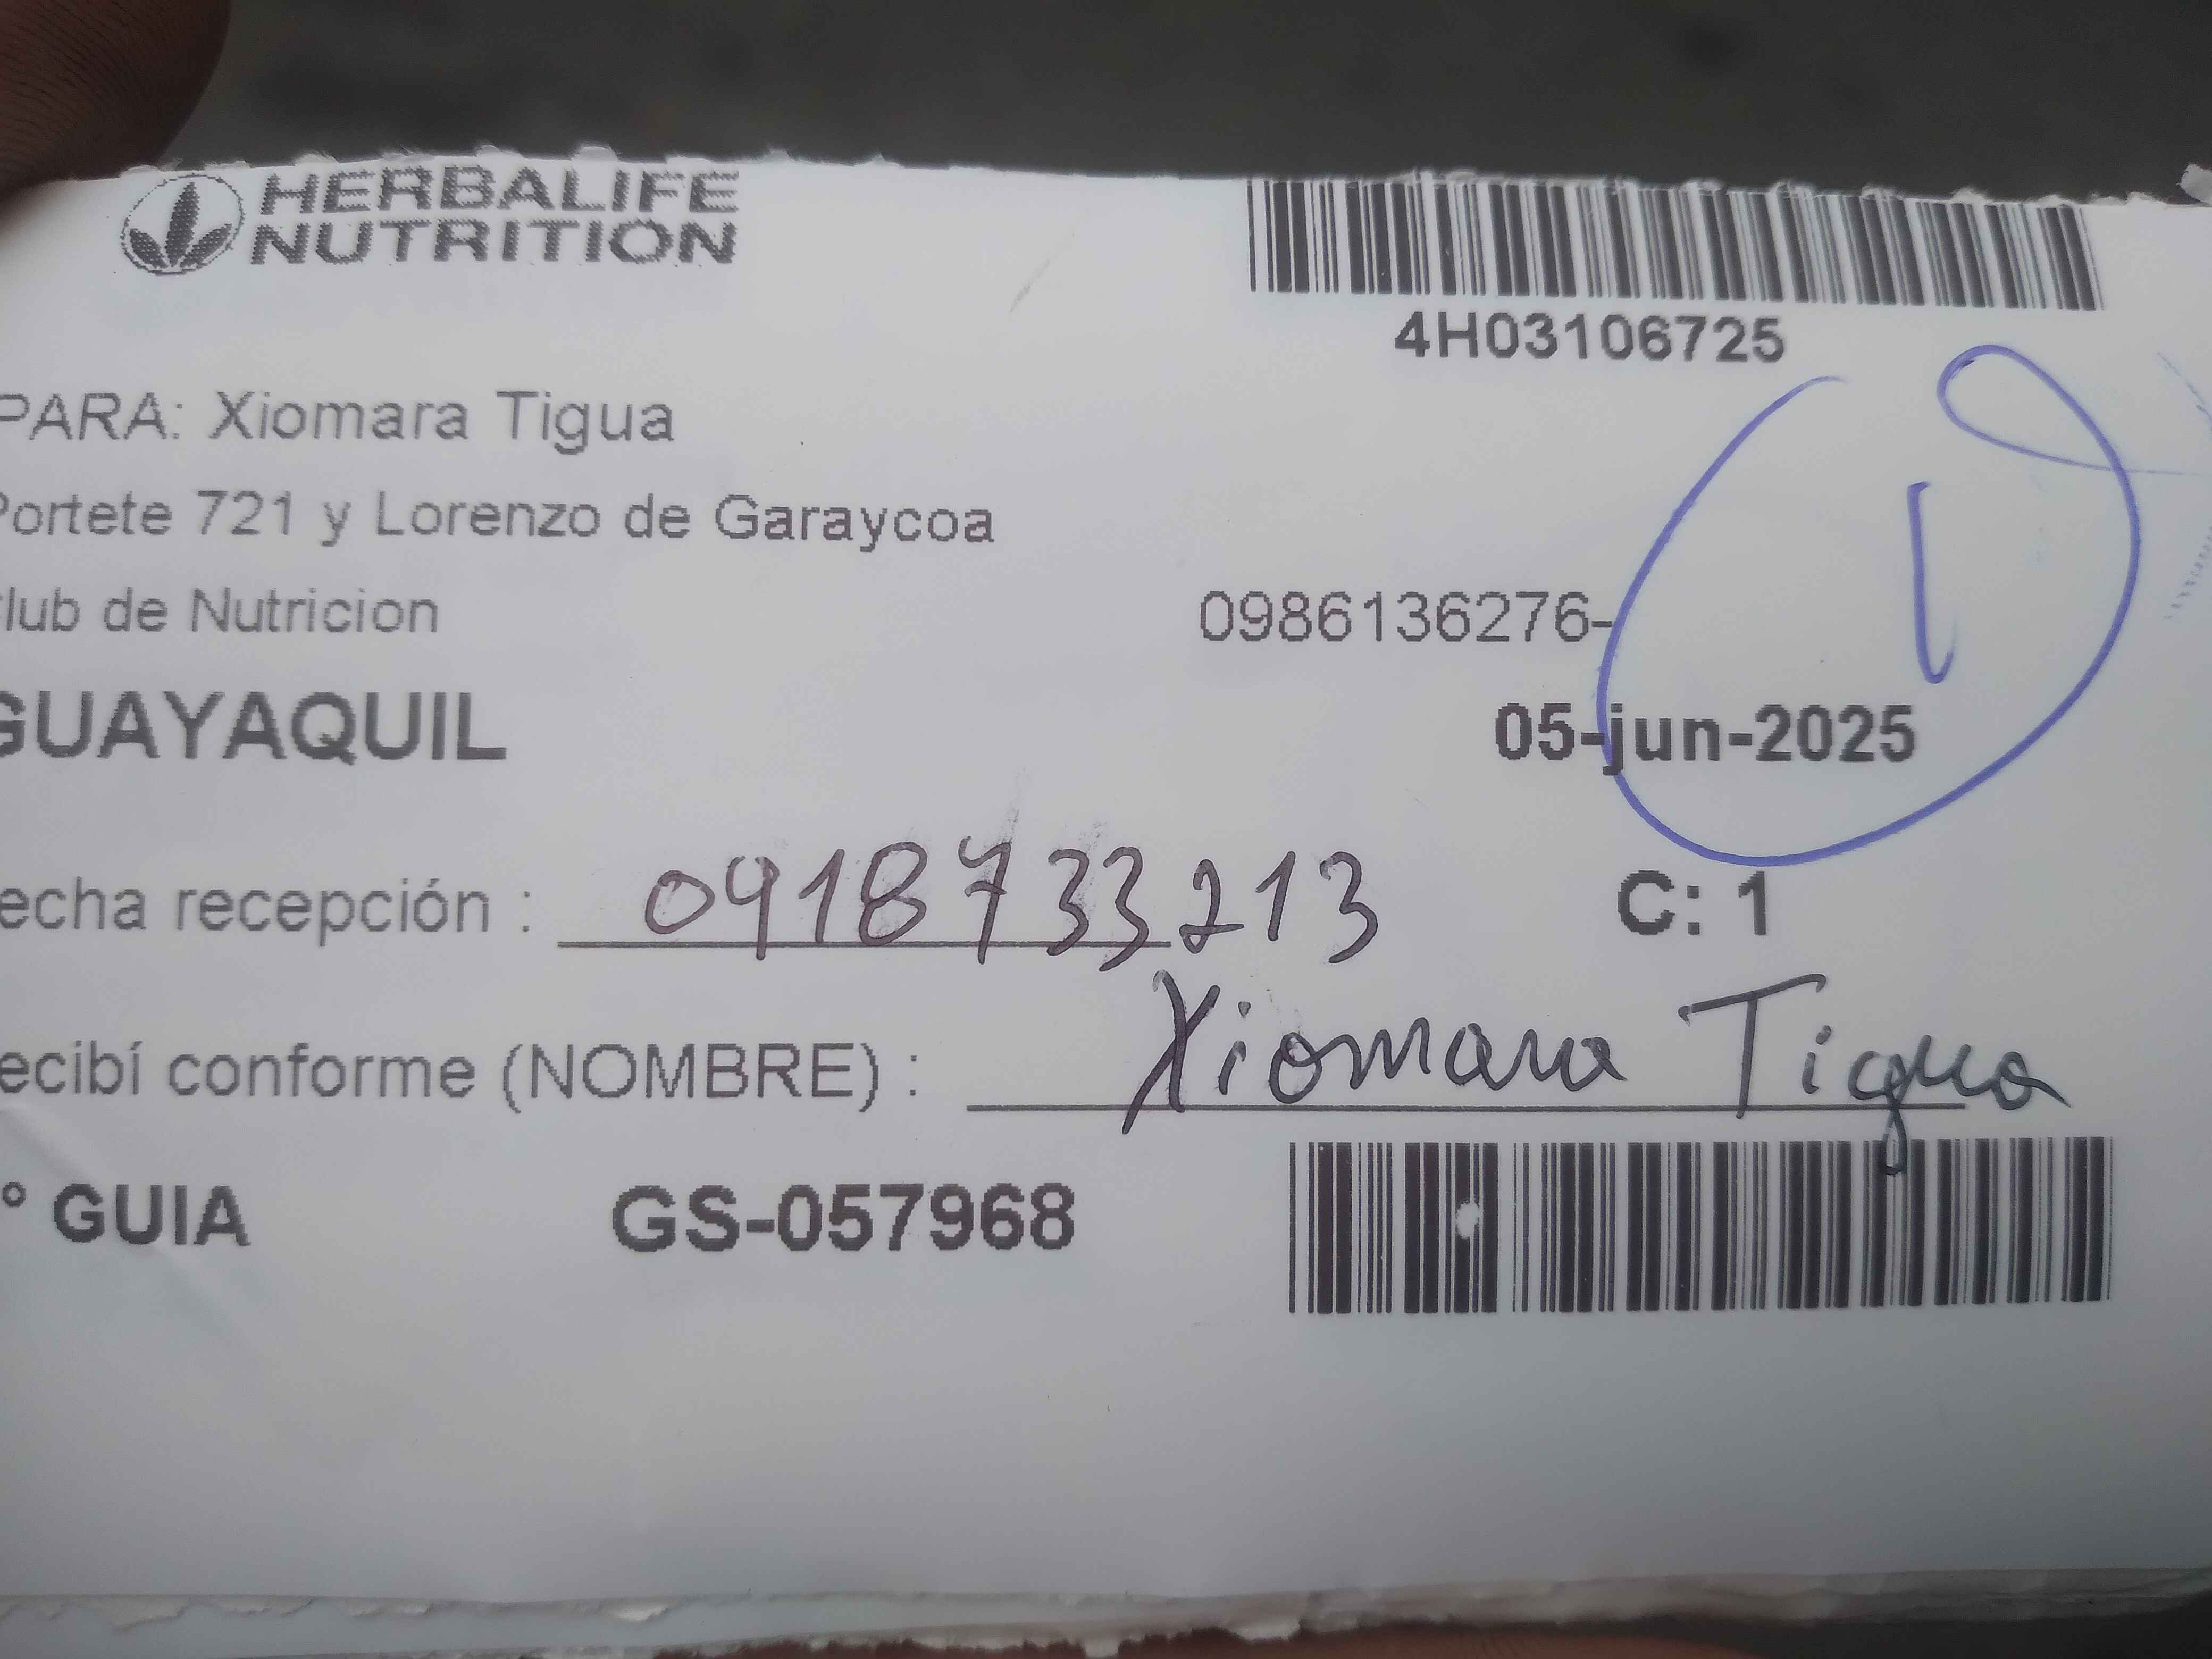 HERBALIFE
NUTRITION
4H03106725
PARA: Xiomara Tigua
Portete 721 y Lorenzo de Garaycoa
lub de Nutricion
0986136276-
1
GUAYAQUIL
05-jun-2025
echa recepción : 0918733213
C: 1
ecibí conforme (NOMBRE) : Xiomara Tigua
° GUIA GS-057968